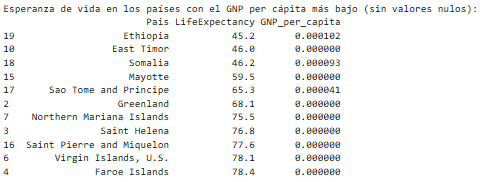 Esperanza de vida en los países con el GNP per cápita más bajo (sin valores nulos):
Pais LifeExpectancy GNP_per_capita
19 Ethiopia 45.2 0.000102
10 East Timor 46.0 0.000000
18 Somalia 46.2 0.000093
15 Mayotte 59.5 0.000000
17 Sao Tome and Principe 65.3 0.000041
2 Greenland 68.1 0.000000
7 Northern Mariana Islands 75.5 0.000000
3 Saint Helena 76.8 0.000000
16 Saint Pierre and Miquelon 77.6 0.000000
6 Virgin Islands, U.S. 78.1 0.000000
4 Faroe Islands 78.4 0.000000